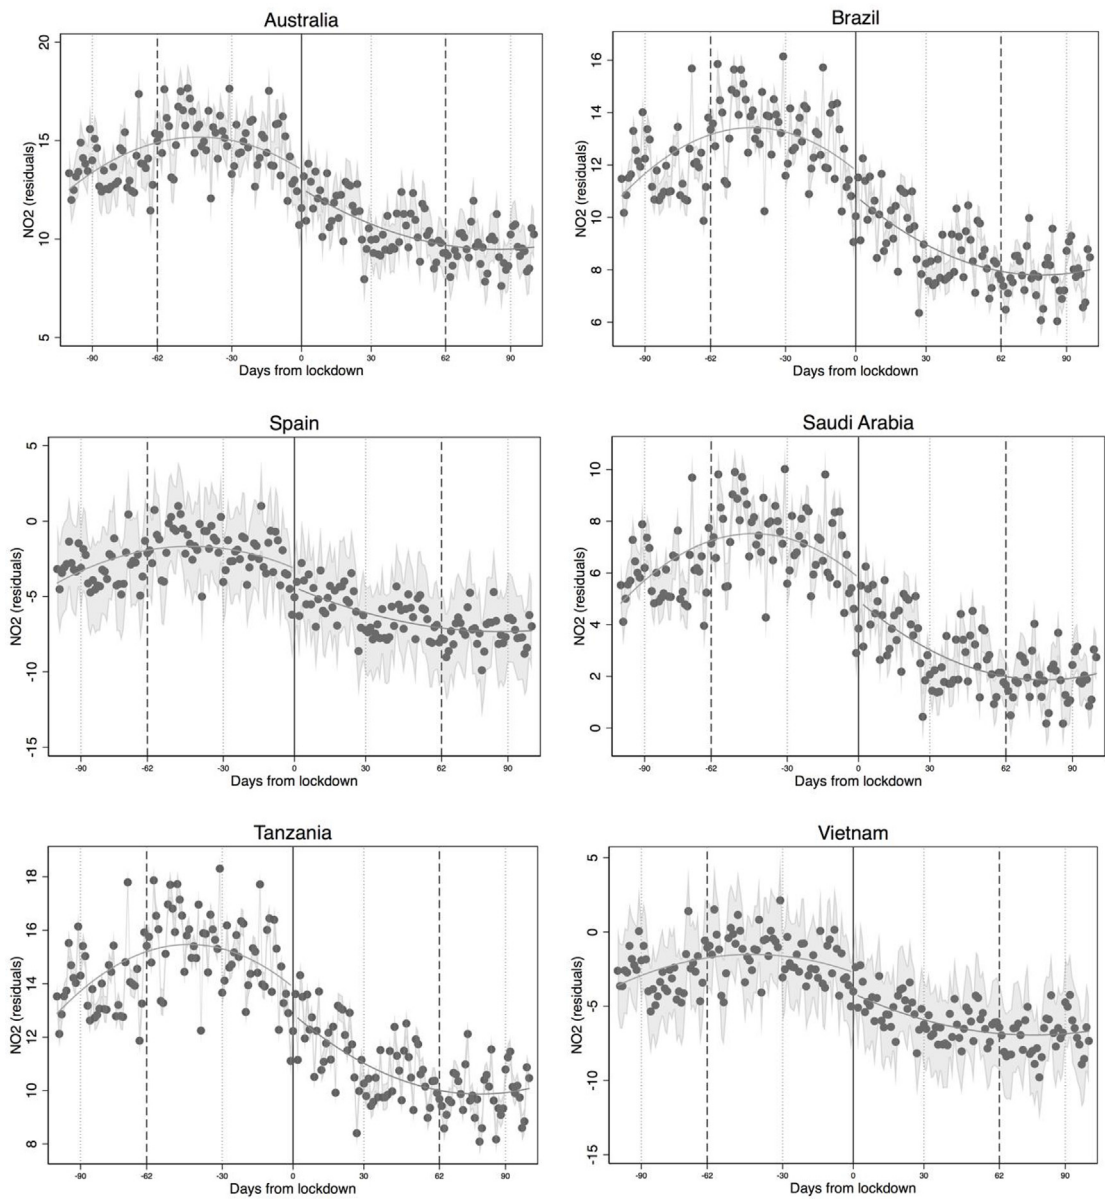 Australia
NO2 (residuals)
20
15
10
5
-90 -62 -30 0 30 62 90
Days from lockdown
Brazil
NO2 (residuals)
16
14
12
10
8
6
-90 -62 -30 0 30 62 90
Days from lockdown
Spain
NO2 (residuals)
5
0
-5
-10
-15
-90 -62 -30 0 30 62 90
Days from lockdown
Saudi Arabia
NO2 (residuals)
10
8
6
4
2
0
-90 -62 -30 0 30 62 90
Days from lockdown
Tanzania
NO2 (residuals)
18
16
14
12
10
8
-90 -62 -30 0 30 62 90
Days from lockdown
Vietnam
NO2 (residuals)
5
0
-5
-10
-15
-90 -62 -30 0 30 62 90
Days from lockdown